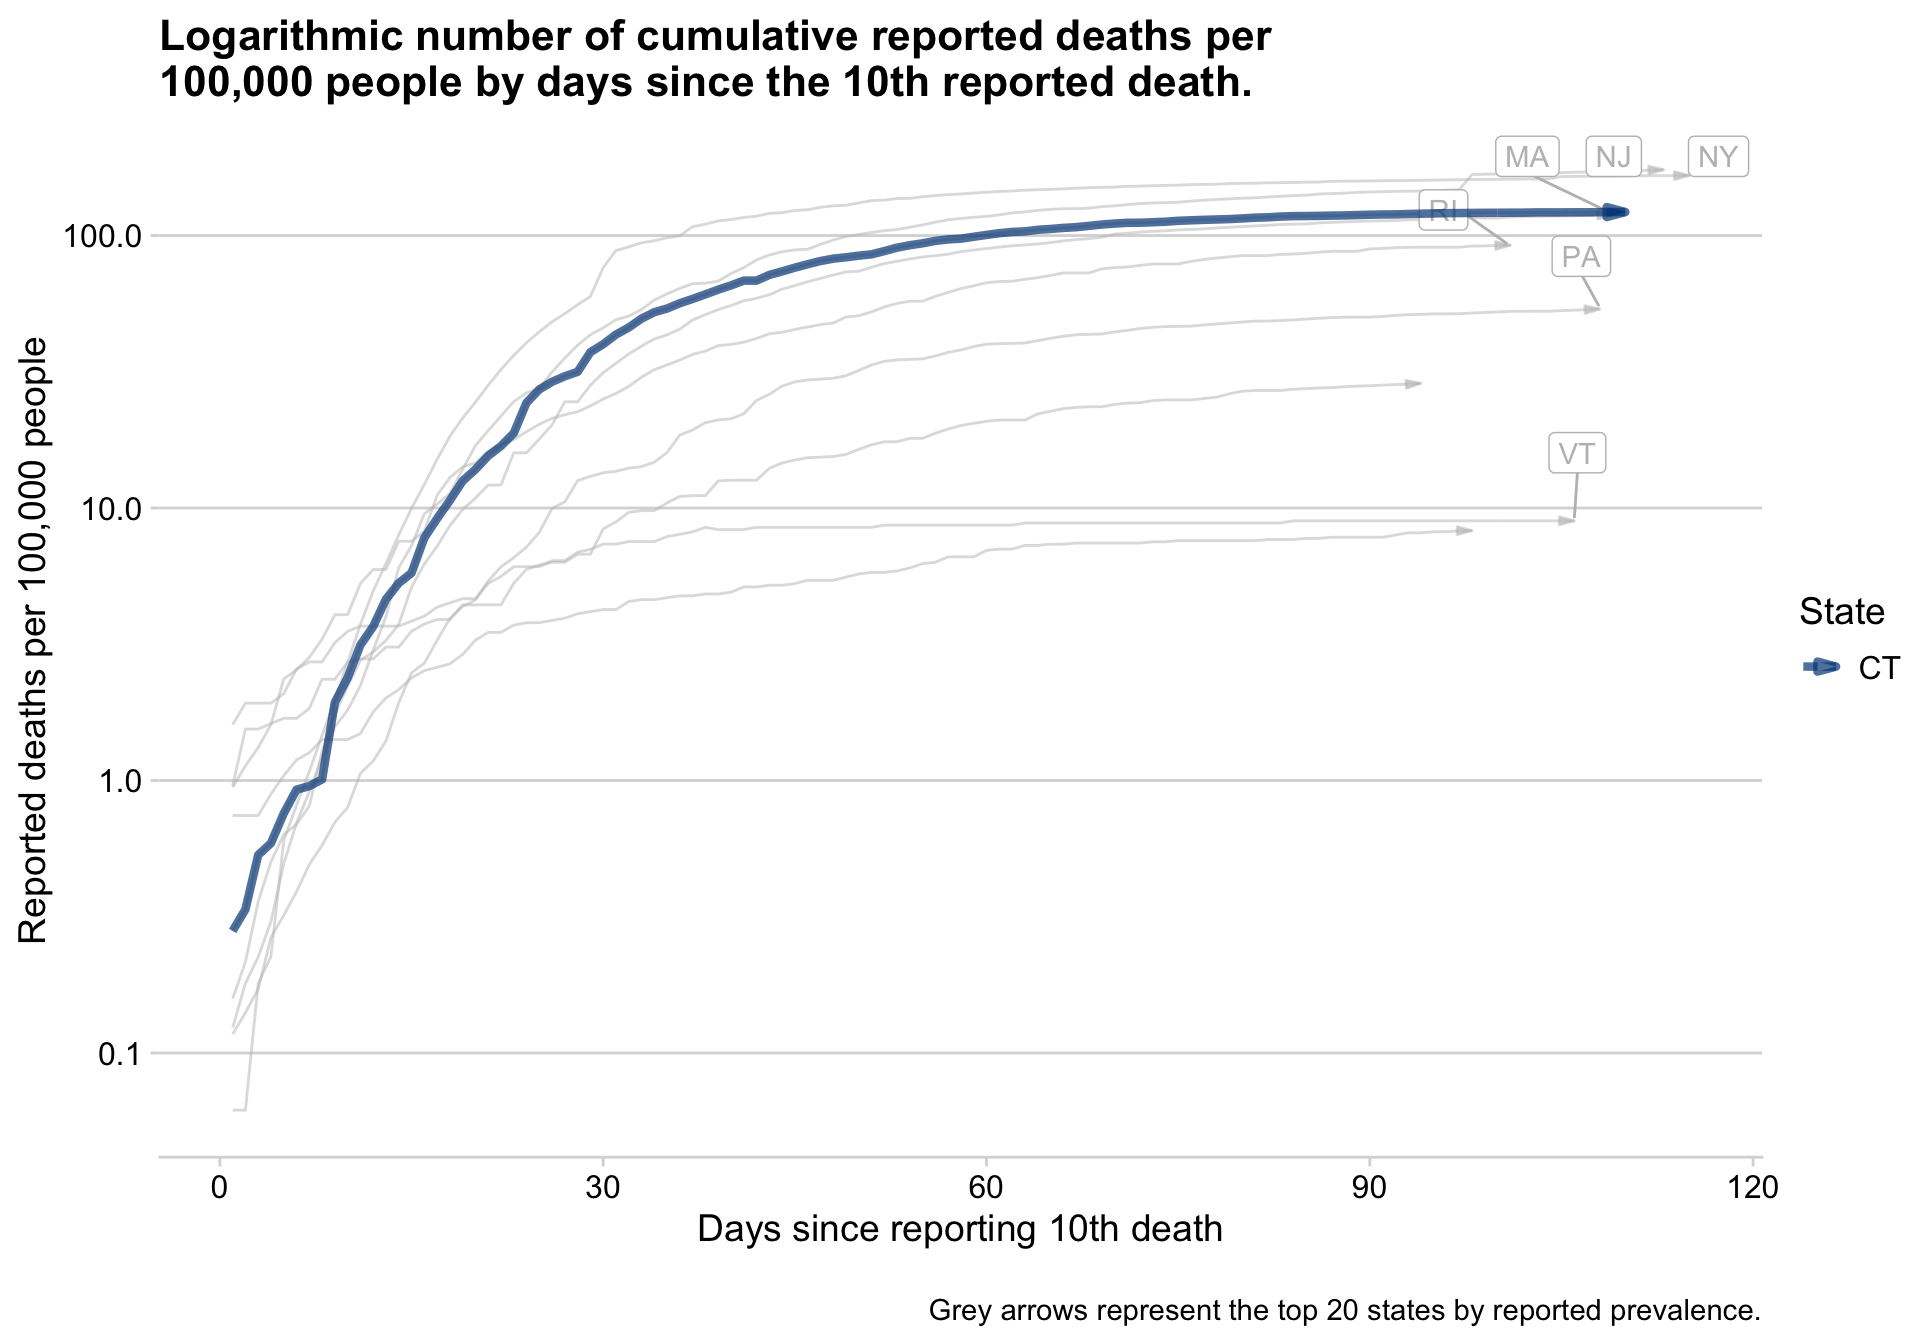 Logarithmic number of cumulative reported deaths per
100,000 people by days since the 10th reported death.
MA NJ NY
RI
PA
VT
100.0
10.0
1.0
0.1
Reported deaths per 100,000 people
0 30 60 90 120
Days since reporting 10th death
State
CT
Grey arrows represent the top 20 states by reported prevalence.